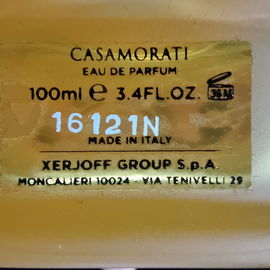 CASAMORATI
EAU DE PARFUM
100ml ℮ 3.4FL.OZ. 36 M
16121N
MADE IN ITALY
XERJOFF GROUP S.p.A.
MONCALIERI 10024 - VIA TENIVELLI 29